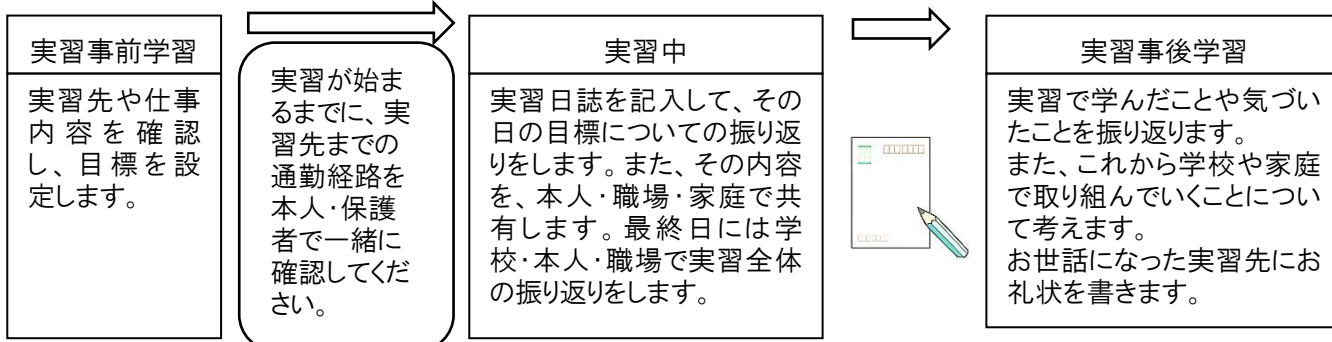 実習事前学習
実習先や仕事
内容を確認
し、目標を設
定します。
実習が始ま
るまでに、実
習先までの
通勤経路を
本人・保護
者で一緒に
確認してくだ
さい。
実習中
実習日誌を記入して、その
日の目標についての振り返
りをします。また、その内容
を、本人・職場・家庭で共
有します。最終日には学
校・本人・職場で実習全体
の振り返りをします。
実習事後学習
実習で学んだことや気づい
たことを振り返ります。
また、これから学校や家庭
で取り組んでいくことについ
て考えます。
お世話になった実習先にお
礼状を書きます。